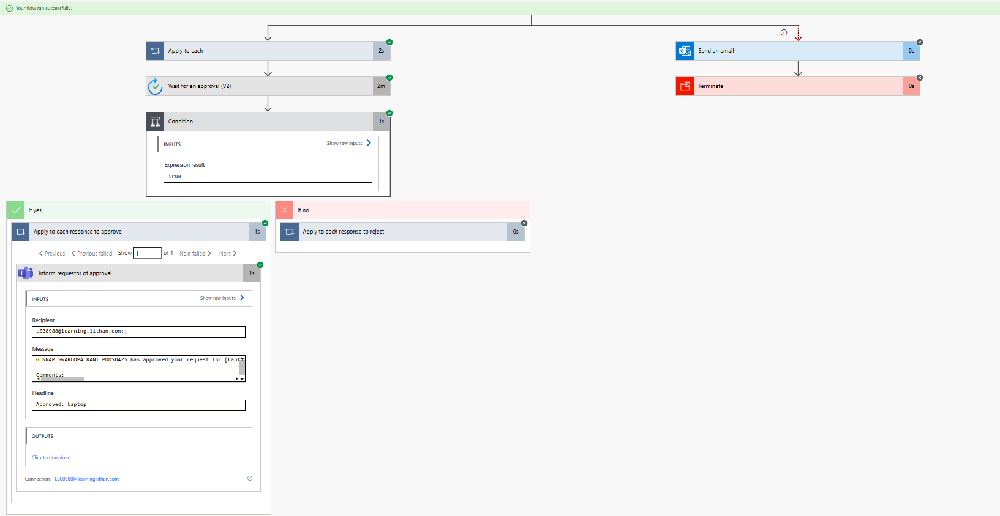 Your flow ran successfully.
Apply to each
2s
Send an email
0s
Wait for an approval (V2)
2m
Terminate
0s
Condition
1s
INPUTS
Show raw inputs
Expression result
true
If yes
Apply to each response to approve
1s
Previous
Previous failed
Show
1
of 1
Next failed
Next
Inform requestor of approval
1s
INPUTS
Show raw inputs
Recipient
LS08988@learning.lithan.com;;
Message
GUNNAM SWAROOPA RANI PDDS0425 has approved your request for [Laptop
Comments:
Headline
Approved: Laptop
OUTPUTS
Click to download
Connection: LS08988@learning.lithan.com
If no
Apply to each response to reject
0s